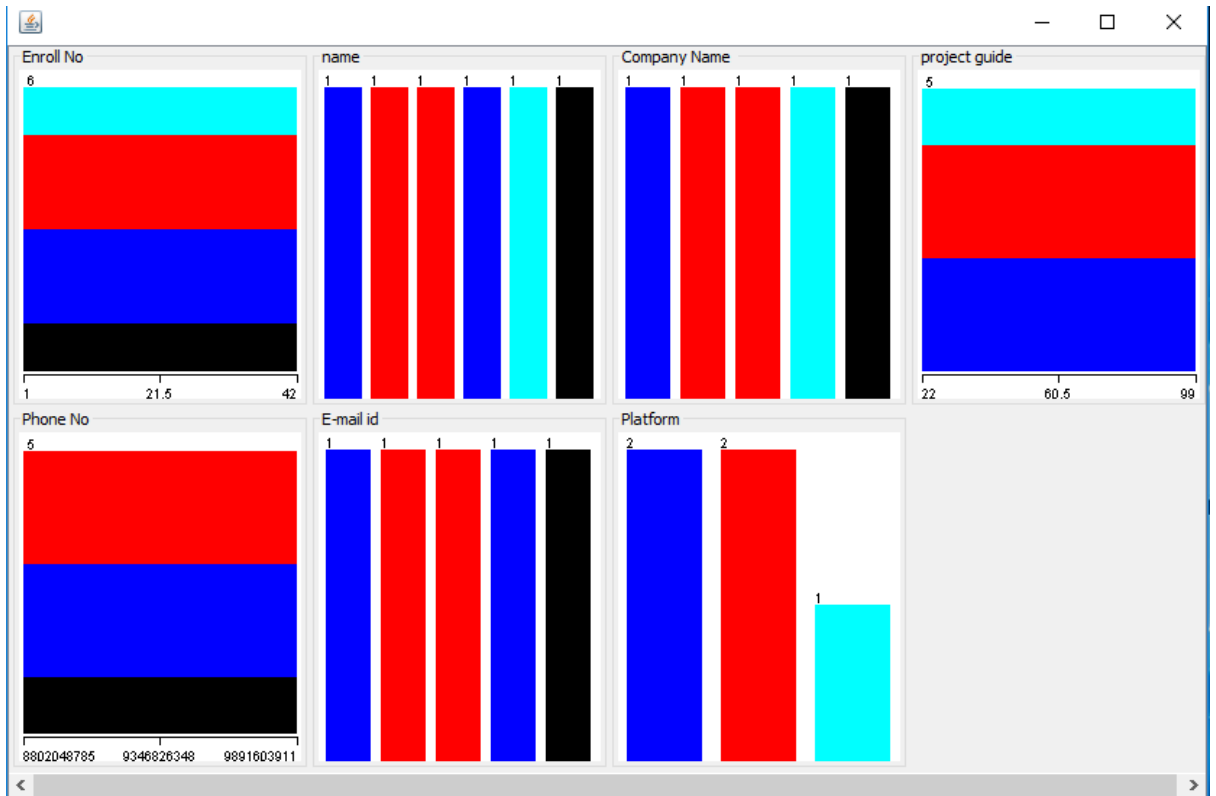 Enroll No
6
1 21.5 42
name
1 1 1 1 1 1
Company Name
1 1 1 1 1
project guide
5
22 60.5 99
Phone No
5
8802048785 9346826348 9891603911
E-mail id
1 1 1 1 1
Platform
2 2 1